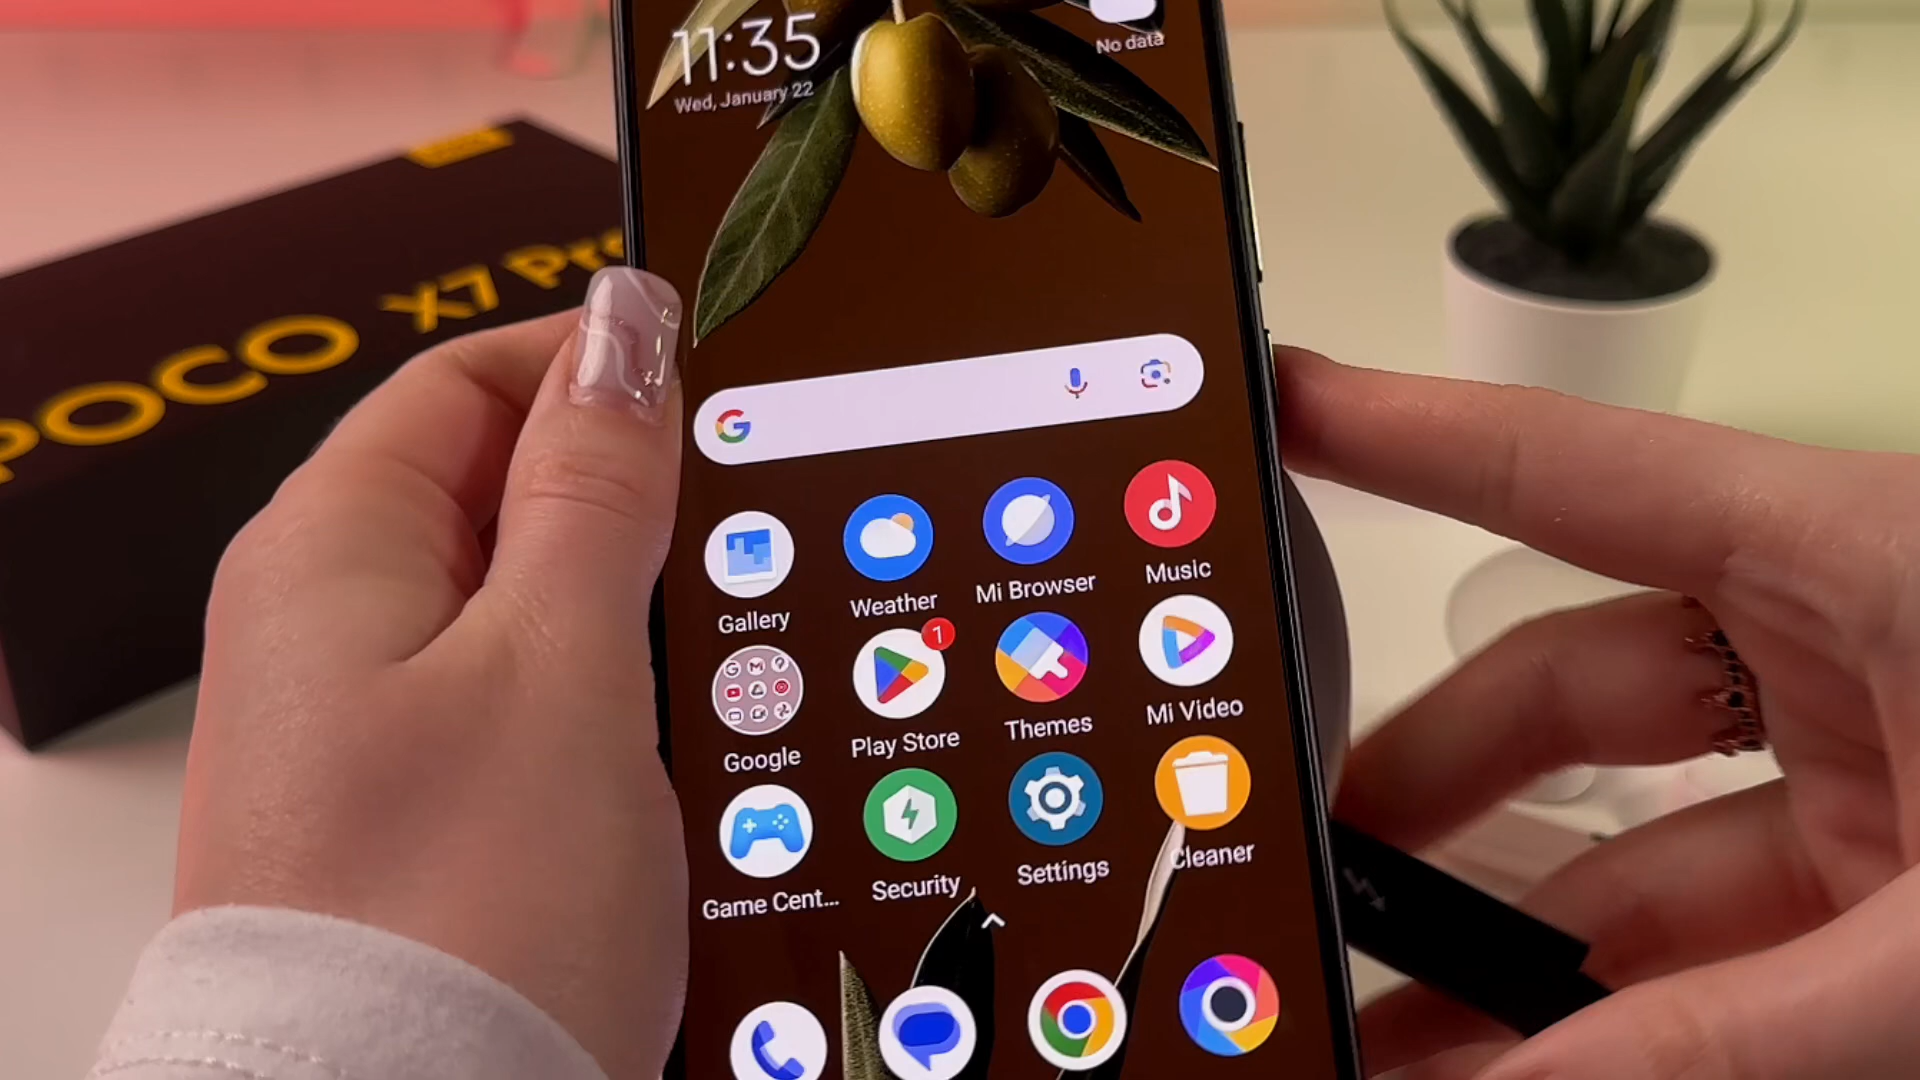 11:35
Wed, January 22
No data
POCO X7 Pro
Gallery
Weather
Mi Browser
Music
1
Google
Play Store
Themes
Mi Video
Game Cent...
Security
Settings
Cleaner